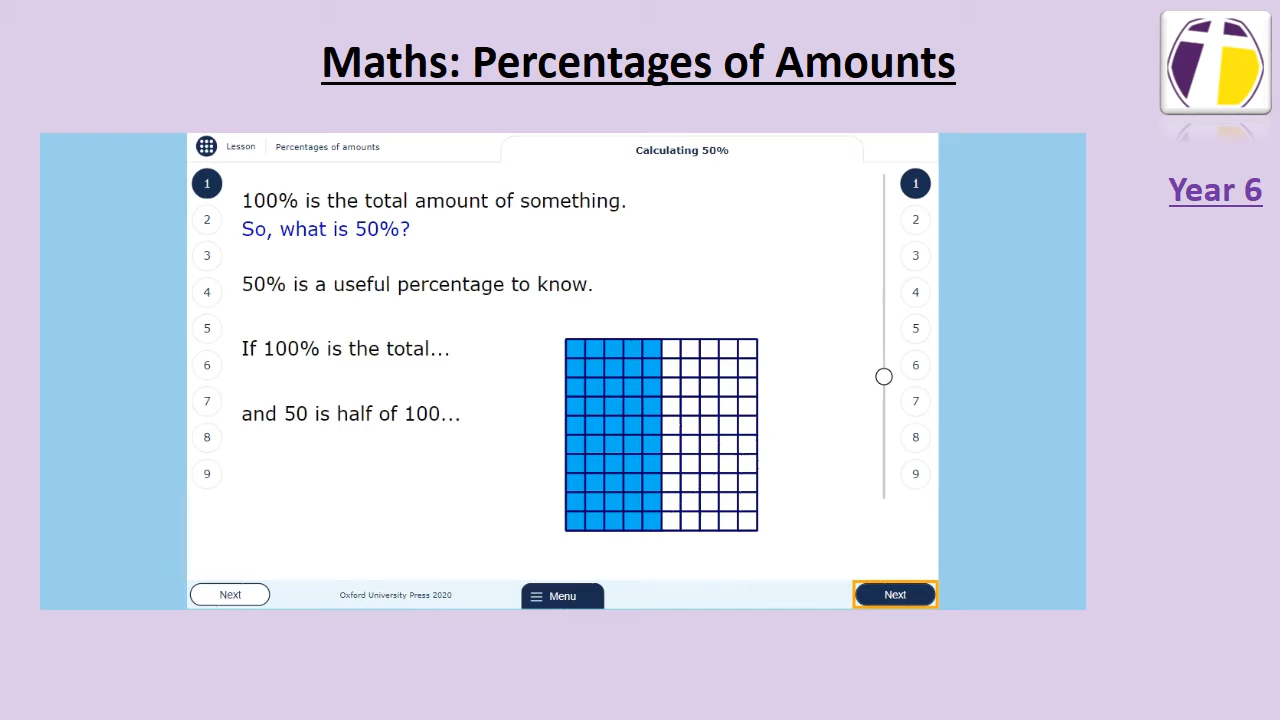 Maths: Percentages of Amounts
Year 6
Lesson
Percentages of amounts
Calculating 50%
1
2
3
4
5
6
7
8
9
100% is the total amount of something.
So, what is 50%?
50% is a useful percentage to know.
If 100% is the total...
and 50 is half of 100...
1
2
3
4
5
6
7
8
9
Next
Oxford University Press 2020
Menu
Next